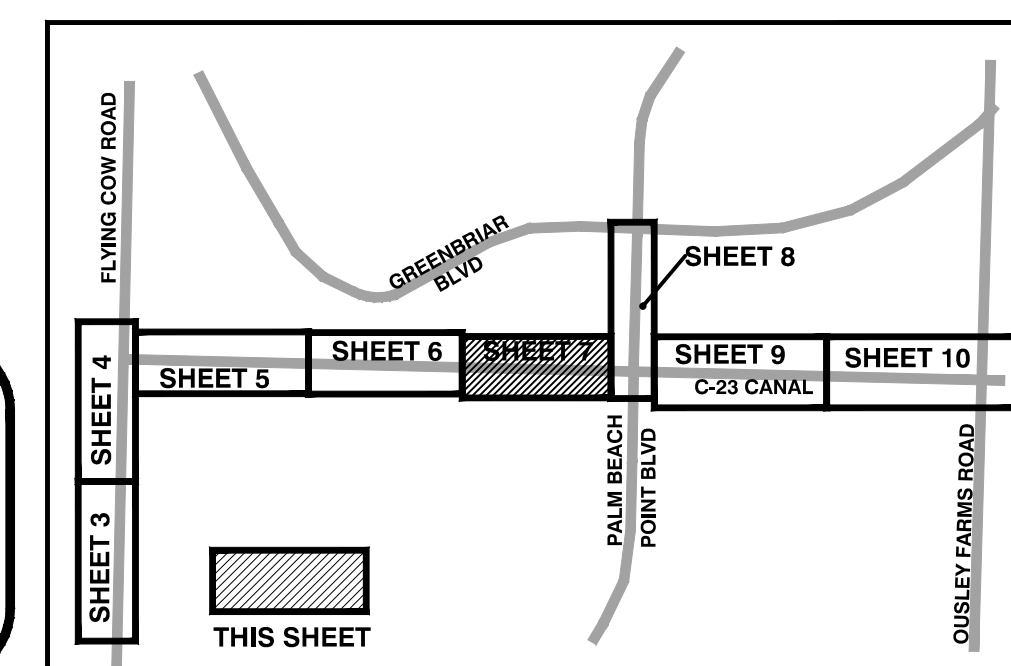 FLYING COW ROAD
GREENBRIAR
BLVD
SHEET 8
SHEET 4
SHEET 5
SHEET 6
SHEET 7
SHEET 9
C-23 CANAL
SHEET 10
PALM BEACH
POINT BLVD
OUSLEY FARMS ROAD
SHEET 3
THIS SHEET